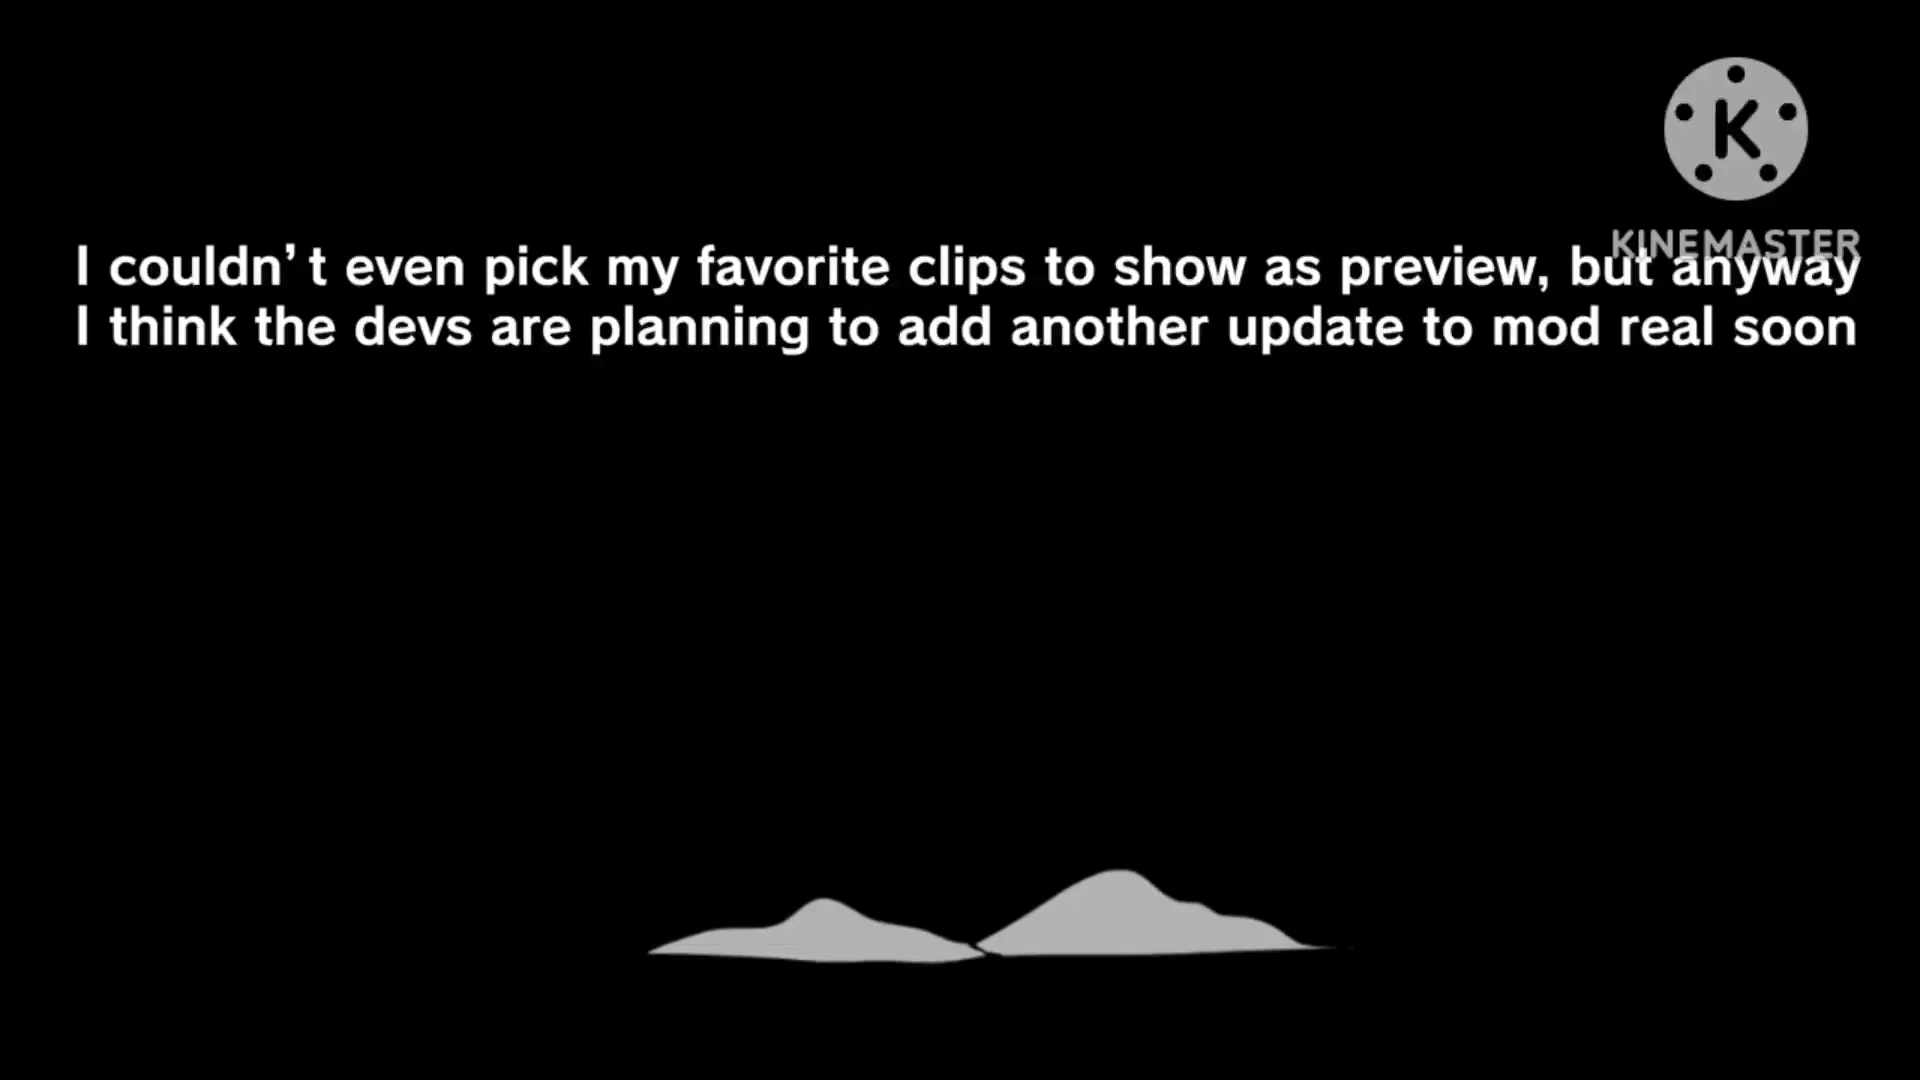 K
KINEMASTER
I couldn’t even pick my favorite clips to show as preview, but anyway
I think the devs are planning to add another update to mod real soon